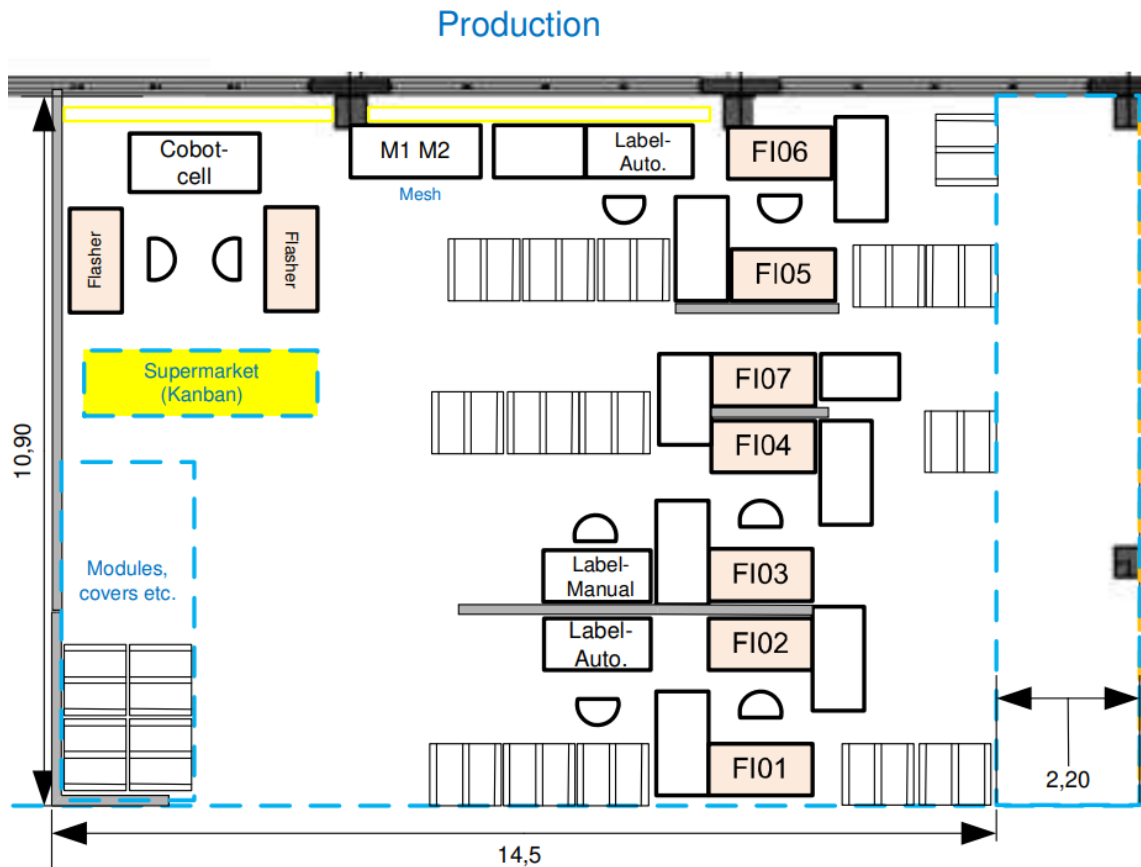 Production
Cobot-
cell
M1 M2
Mesh
Label-
Auto.
FI06
Flasher
Flasher
FI05
Supermarket
(Kanban)
FI07
FI04
10,90
Modules,
covers etc.
Label-
Manual
FI03
Label-
Auto.
FI02
FI01
2,20
14,5